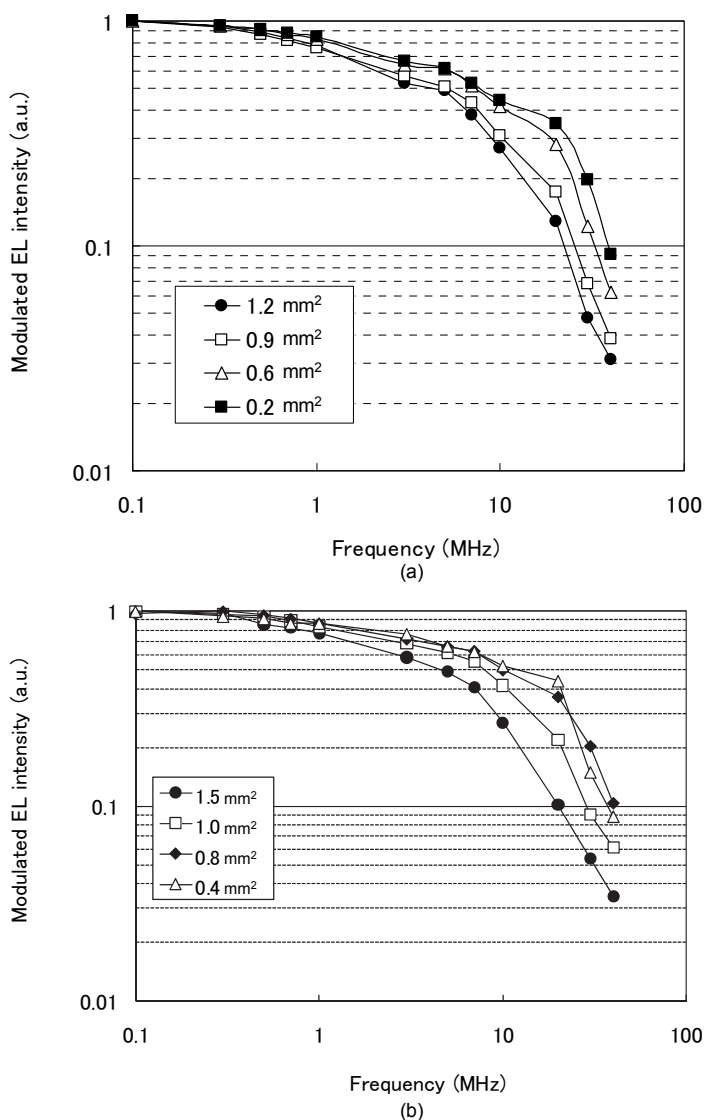 1
0.1
0.01
0.1
1
10
100
Modulated EL intensity (a.u.)
1.2 mm²
0.9 mm²
0.6 mm²
0.2 mm²
Frequency (MHz)
(a)
1
0.1
0.01
0.1
1
10
100
Modulated EL intensity (a.u.)
1.5 mm²
1.0 mm²
0.8 mm²
0.4 mm²
Frequency (MHz)
(b)